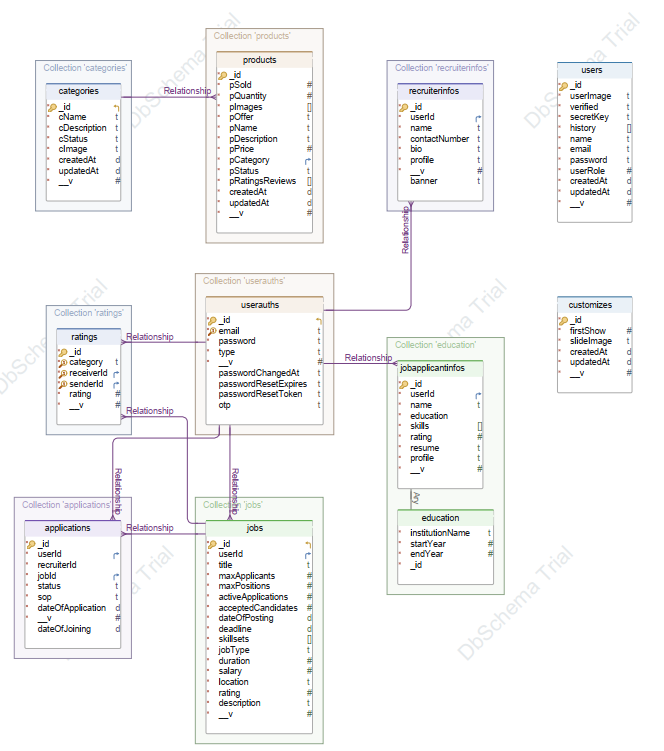 Collection 'categories'
categories
_id
cName t
cDescription t
cStatus t
cImage t
createdAt d
updatedAt d
__v #
Relationship
Collection 'products'
products
_id
pSold #
pQuantity #
pImages []
pOffer t
pName t
pDescription t
pPrice #
pCategory
pStatus t
pRatingsReviews []
createdAt d
updatedAt d
__v #
Collection 'recruiterinfos'
recruiterinfos
_id
userId
name t
contactNumber t
bio t
profile t
__v #
banner t
Relationship
users
_id
userImage t
verified t
secretKey t
history []
name t
email t
password t
userRole #
createdAt d
updatedAt d
__v #
Collection 'userauths'
userauths
_id
email t
password t
type t
__v #
passwordChangedAt t
passwordResetExpires t
passwordResetToken t
otp t
Collection 'ratings'
ratings
_id
category t
receiverId
senderId
rating #
__v #
Relationship
Relationship
Relationship
Collection 'education'
jobapplicantinfos
_id
userId
name t
education
skills []
rating #
resume t
profile t
__v #
education
institutionName t
startYear #
endYear #
_id
customizes
_id
firstShow #
slideImage t
createdAt d
updatedAt d
__v #
Relationship
Relationship
Collection 'applications'
applications
_id
userId
recruiterId
jobId
status t
sop t
dateOfApplication d
__v #
dateOfJoining d
Relationship
Collection 'jobs'
jobs
_id
userId
title t
maxApplicants #
maxPositions #
activeApplications #
acceptedCandidates #
dateOfPosting d
deadline d
skillsets []
jobType t
duration #
salary #
location t
rating #
description t
__v #
DbSchema Trial
DbSchema Trial
DbSchema Trial
DbSchema Trial
DbSchema Trial